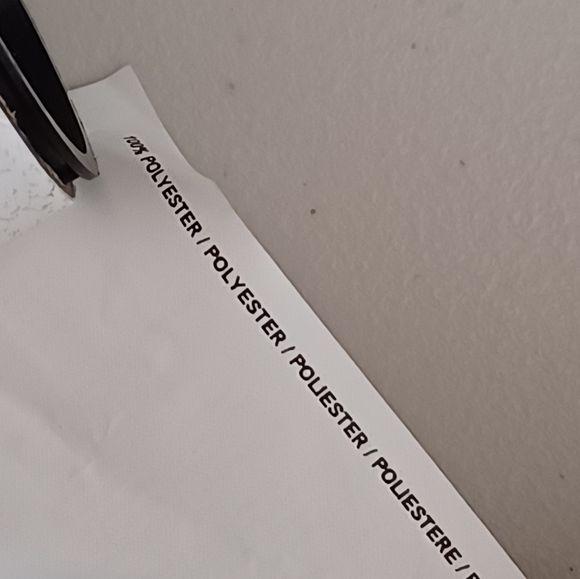 100% POLYESTER / POLYESTER / POLIESTER / POLIESTERE /